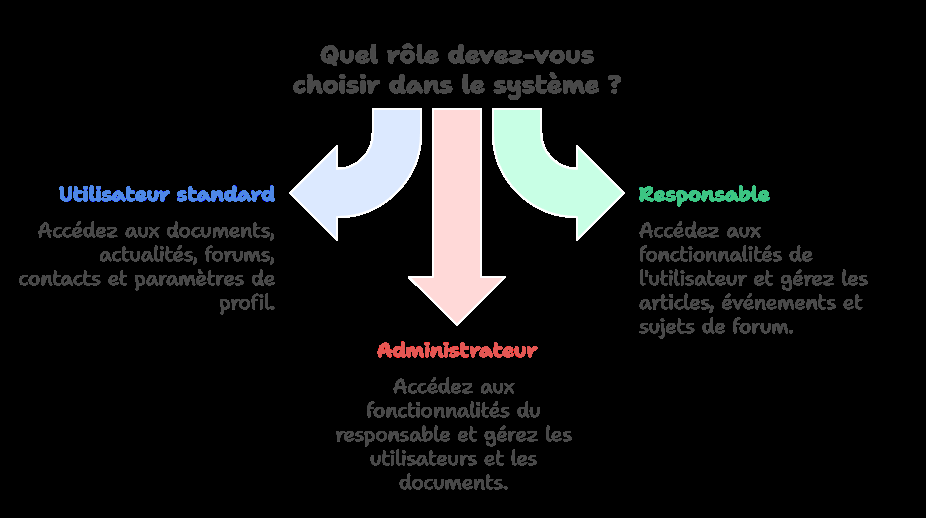 Quel rôle devez-vous
choisir dans le système ?
Utilisateur standard
Accédez aux documents,
actualités, forums,
contacts et paramètres de
profil.
Responsable
Accédez aux
fonctionnalités de
l'utilisateur et gérez les
articles, événements et
sujets de forum.
Administrateur
Accédez aux
fonctionnalités du
responsable et gérez les
utilisateurs et les
documents.